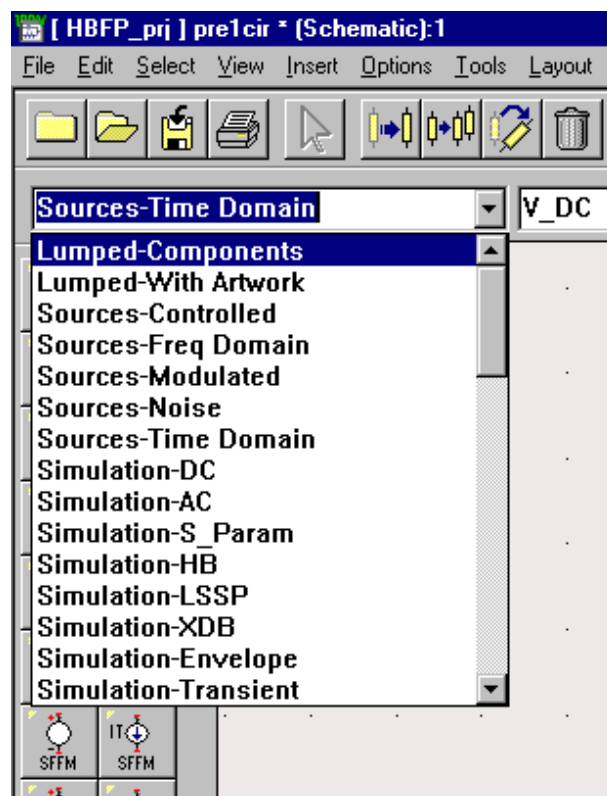 [ HBFP_prj ] pre1cir * (Schematic):1
File Edit Select View Insert Options Tools Layout
Sources-Time Domain V_DC
Lumped-Components
Lumped-With Artwork
Sources-Controlled
Sources-Freq Domain
Sources-Modulated
Sources-Noise
Sources-Time Domain
Simulation-DC
Simulation-AC
Simulation-S_Param
Simulation-HB
Simulation-LSSP
Simulation-XDB
Simulation-Envelope
Simulation-Transient
IT
SFFM SFFM